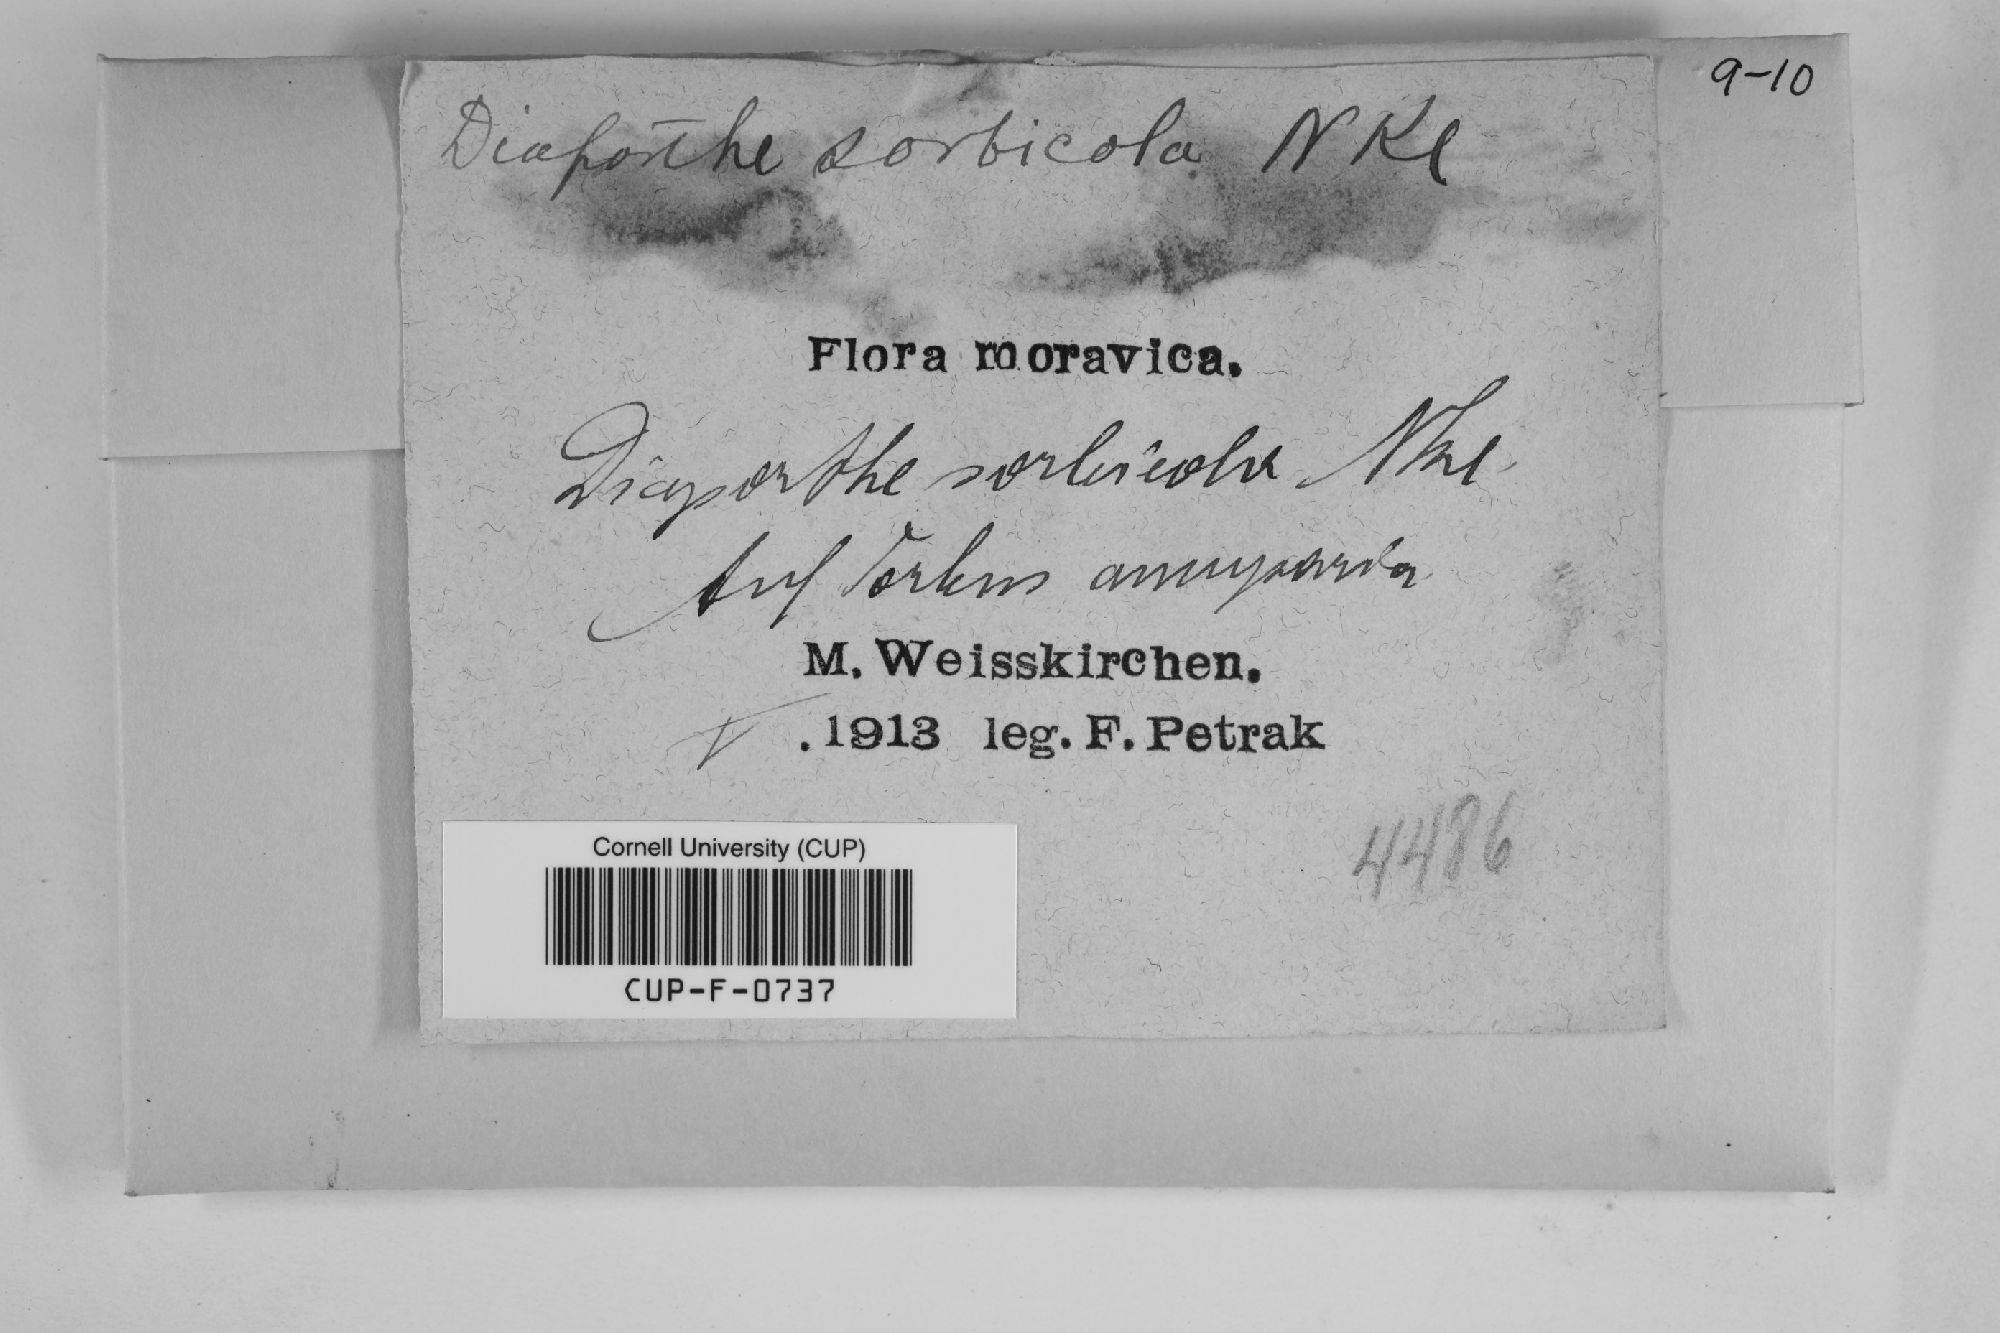 9-10
Diaporthe sorbicola NKe
Flora moravica.
Diaporthe sorbicola Nke.
Auf Sorbus aucuparia
M. Weisskirchen.
V .1913 leg. F. Petrak
4486
Cornell University (CUP)
CUP-F-0737